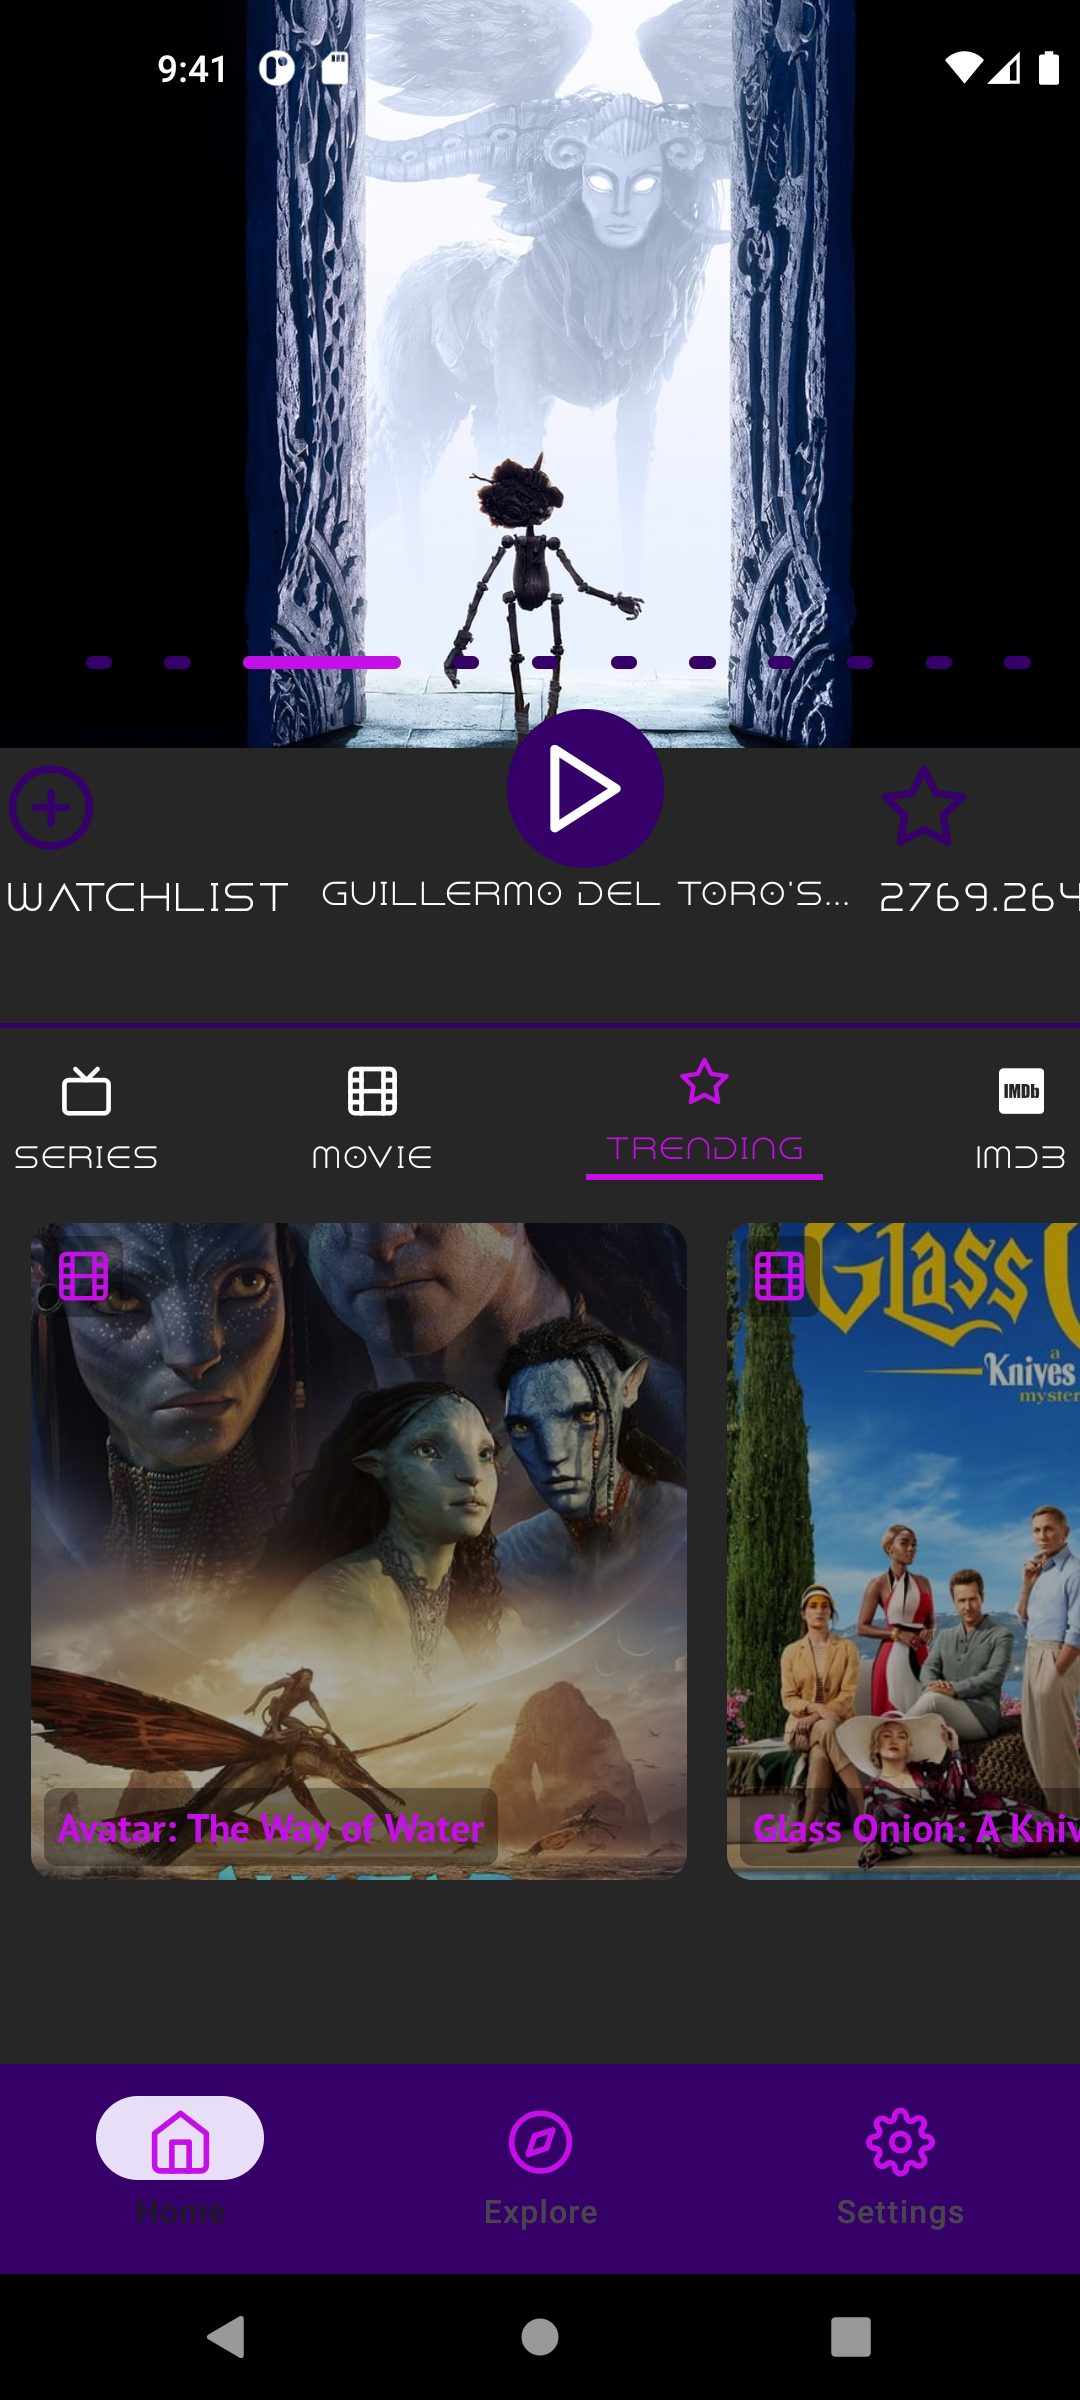 9:41
WATCHLIST
GUILLERMO DEL TORO'S...
2769.264
SERIES
MOVIE
TRENDING
IMDb
IMDB
Glass
a
Knives
myster
Avatar: The Way of Water
Glass Onion: A Kniv
Home
Explore
Settings